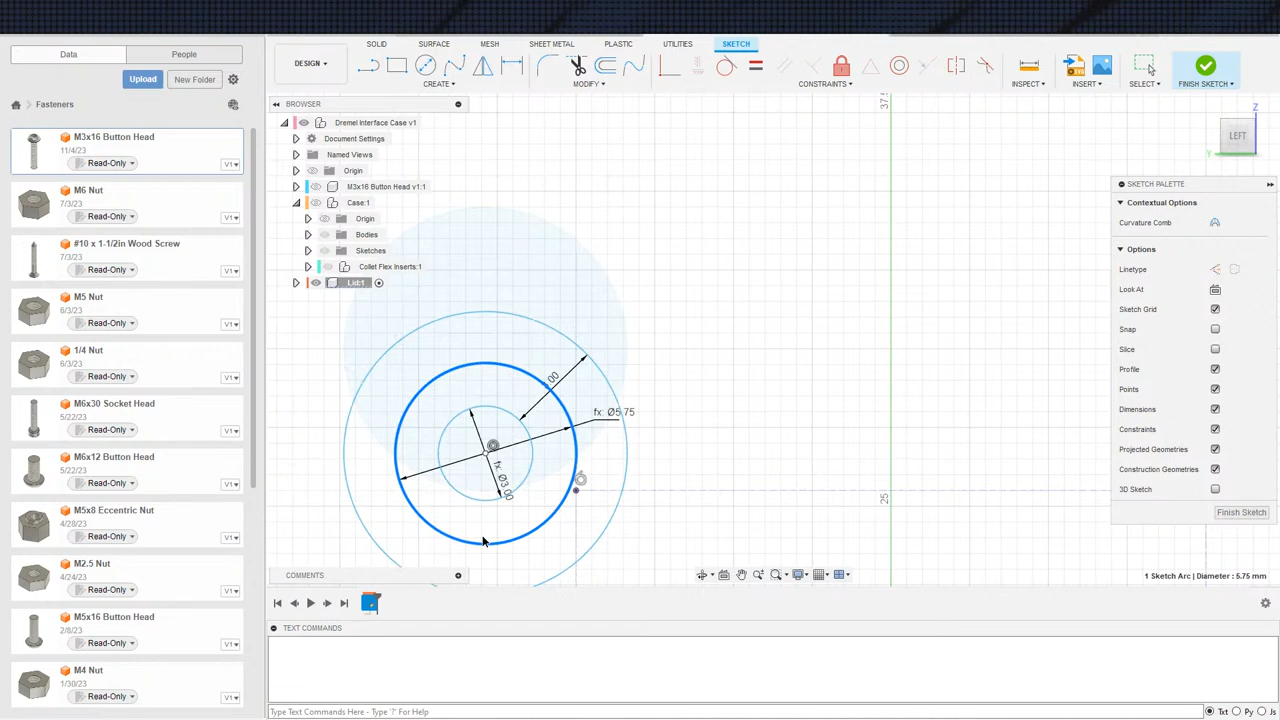 SOLID SURFACE MESH SHEET METAL PLASTIC UTILITIES SKETCH
DESIGN
CREATE MODIFY CONSTRAINTS INSPECT INSERT SELECT FINISH SKETCH
Data People
Upload New Folder
Fasteners
M3x16 Button Head
11/4/23 Read-Only V1
M6 Nut
7/3/23 Read-Only V1
#10 x 1-1/2in Wood Screw
7/3/23 Read-Only V1
M5 Nut
6/3/23 Read-Only V1
1/4 Nut
6/3/23 Read-Only V1
M6x30 Socket Head
5/22/23 Read-Only V1
M6x12 Button Head
5/22/23 Read-Only V1
M5x8 Eccentric Nut
4/28/23 Read-Only V1
M2.5 Nut
4/24/23 Read-Only V1
M5x16 Button Head
2/8/23 Read-Only V1
M4 Nut
1/30/23 Read-Only V1
BROWSER
Dremel Interface Case v1
Document Settings
Named Views
Origin
M3x16 Button Head v1:1
Case:1
Origin
Bodies
Sketches
Collet Flex Inserts:1
Lid:1
fx: Ø5.75
fx: Ø3.00
25
Z
LEFT
Y
SKETCH PALETTE
Contextual Options
Curvature Comb
Options
Linetype
Look At
Sketch Grid
Snap
Slice
Profile
Points
Dimensions
Constraints
Projected Geometries
Construction Geometries
3D Sketch
Finish Sketch
COMMENTS
1 Sketch Arc | Diameter : 5.75 mm
TEXT COMMANDS
Type Text Commands Here - Type '?' For Help
Txt Py Js